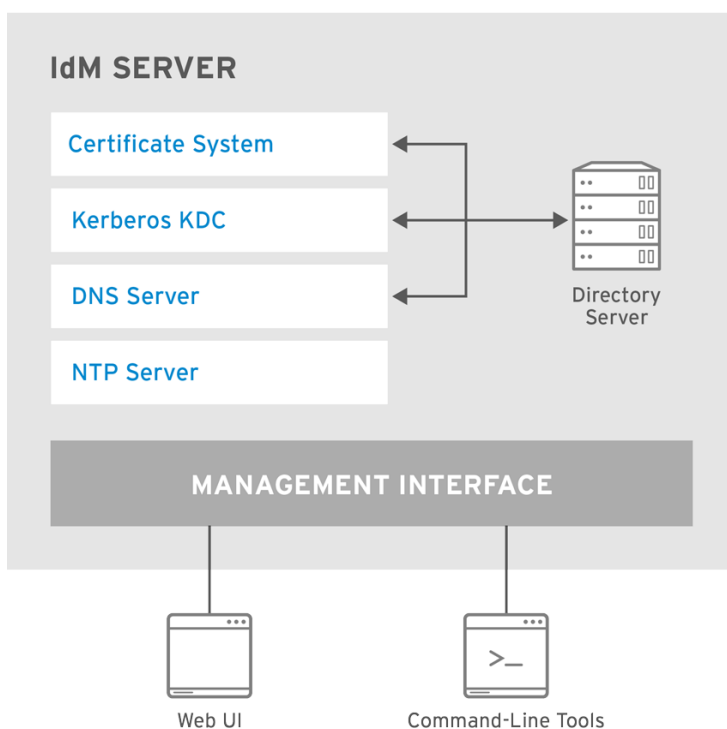 IdM SERVER
Certificate System
Kerberos KDC
DNS Server
NTP Server
Directory
Server
MANAGEMENT INTERFACE
>_
Web UI
Command-Line Tools